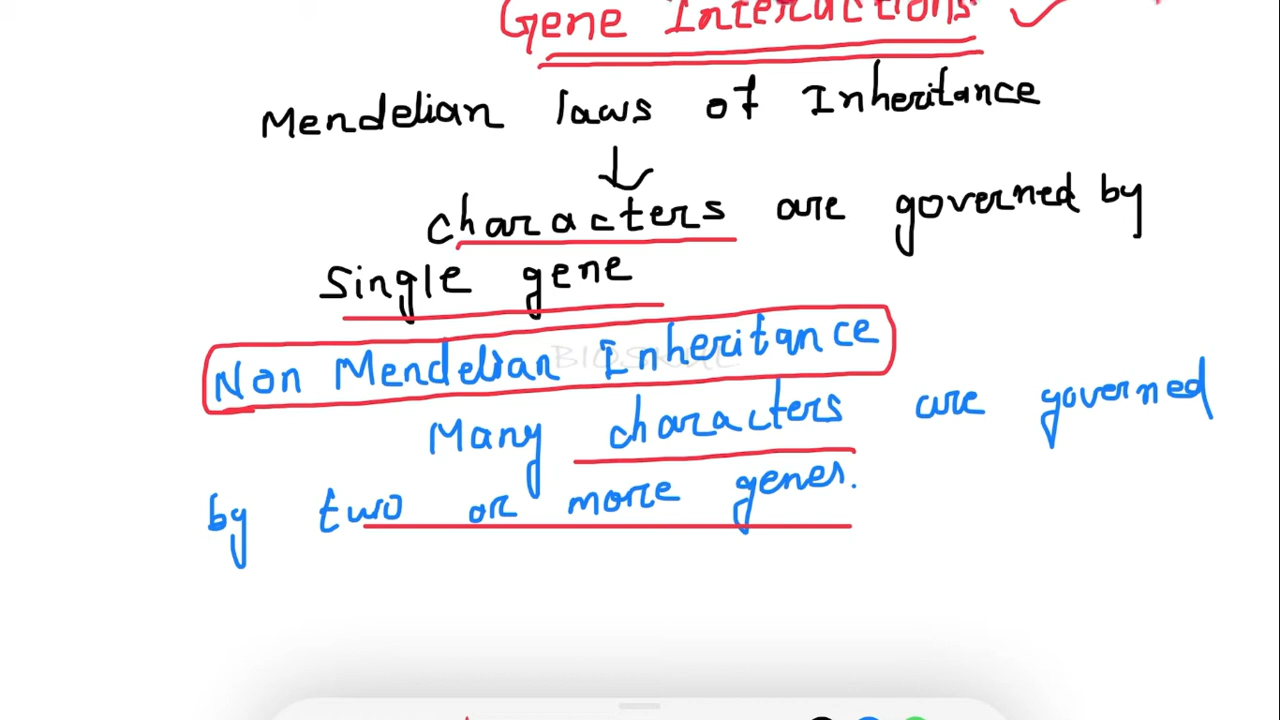 Gene Interactions
Mendelian laws of Inheritance
characters are governed by
Single gene
Non Mendelian Inheritance
Many characters are governed
by two or more genes.